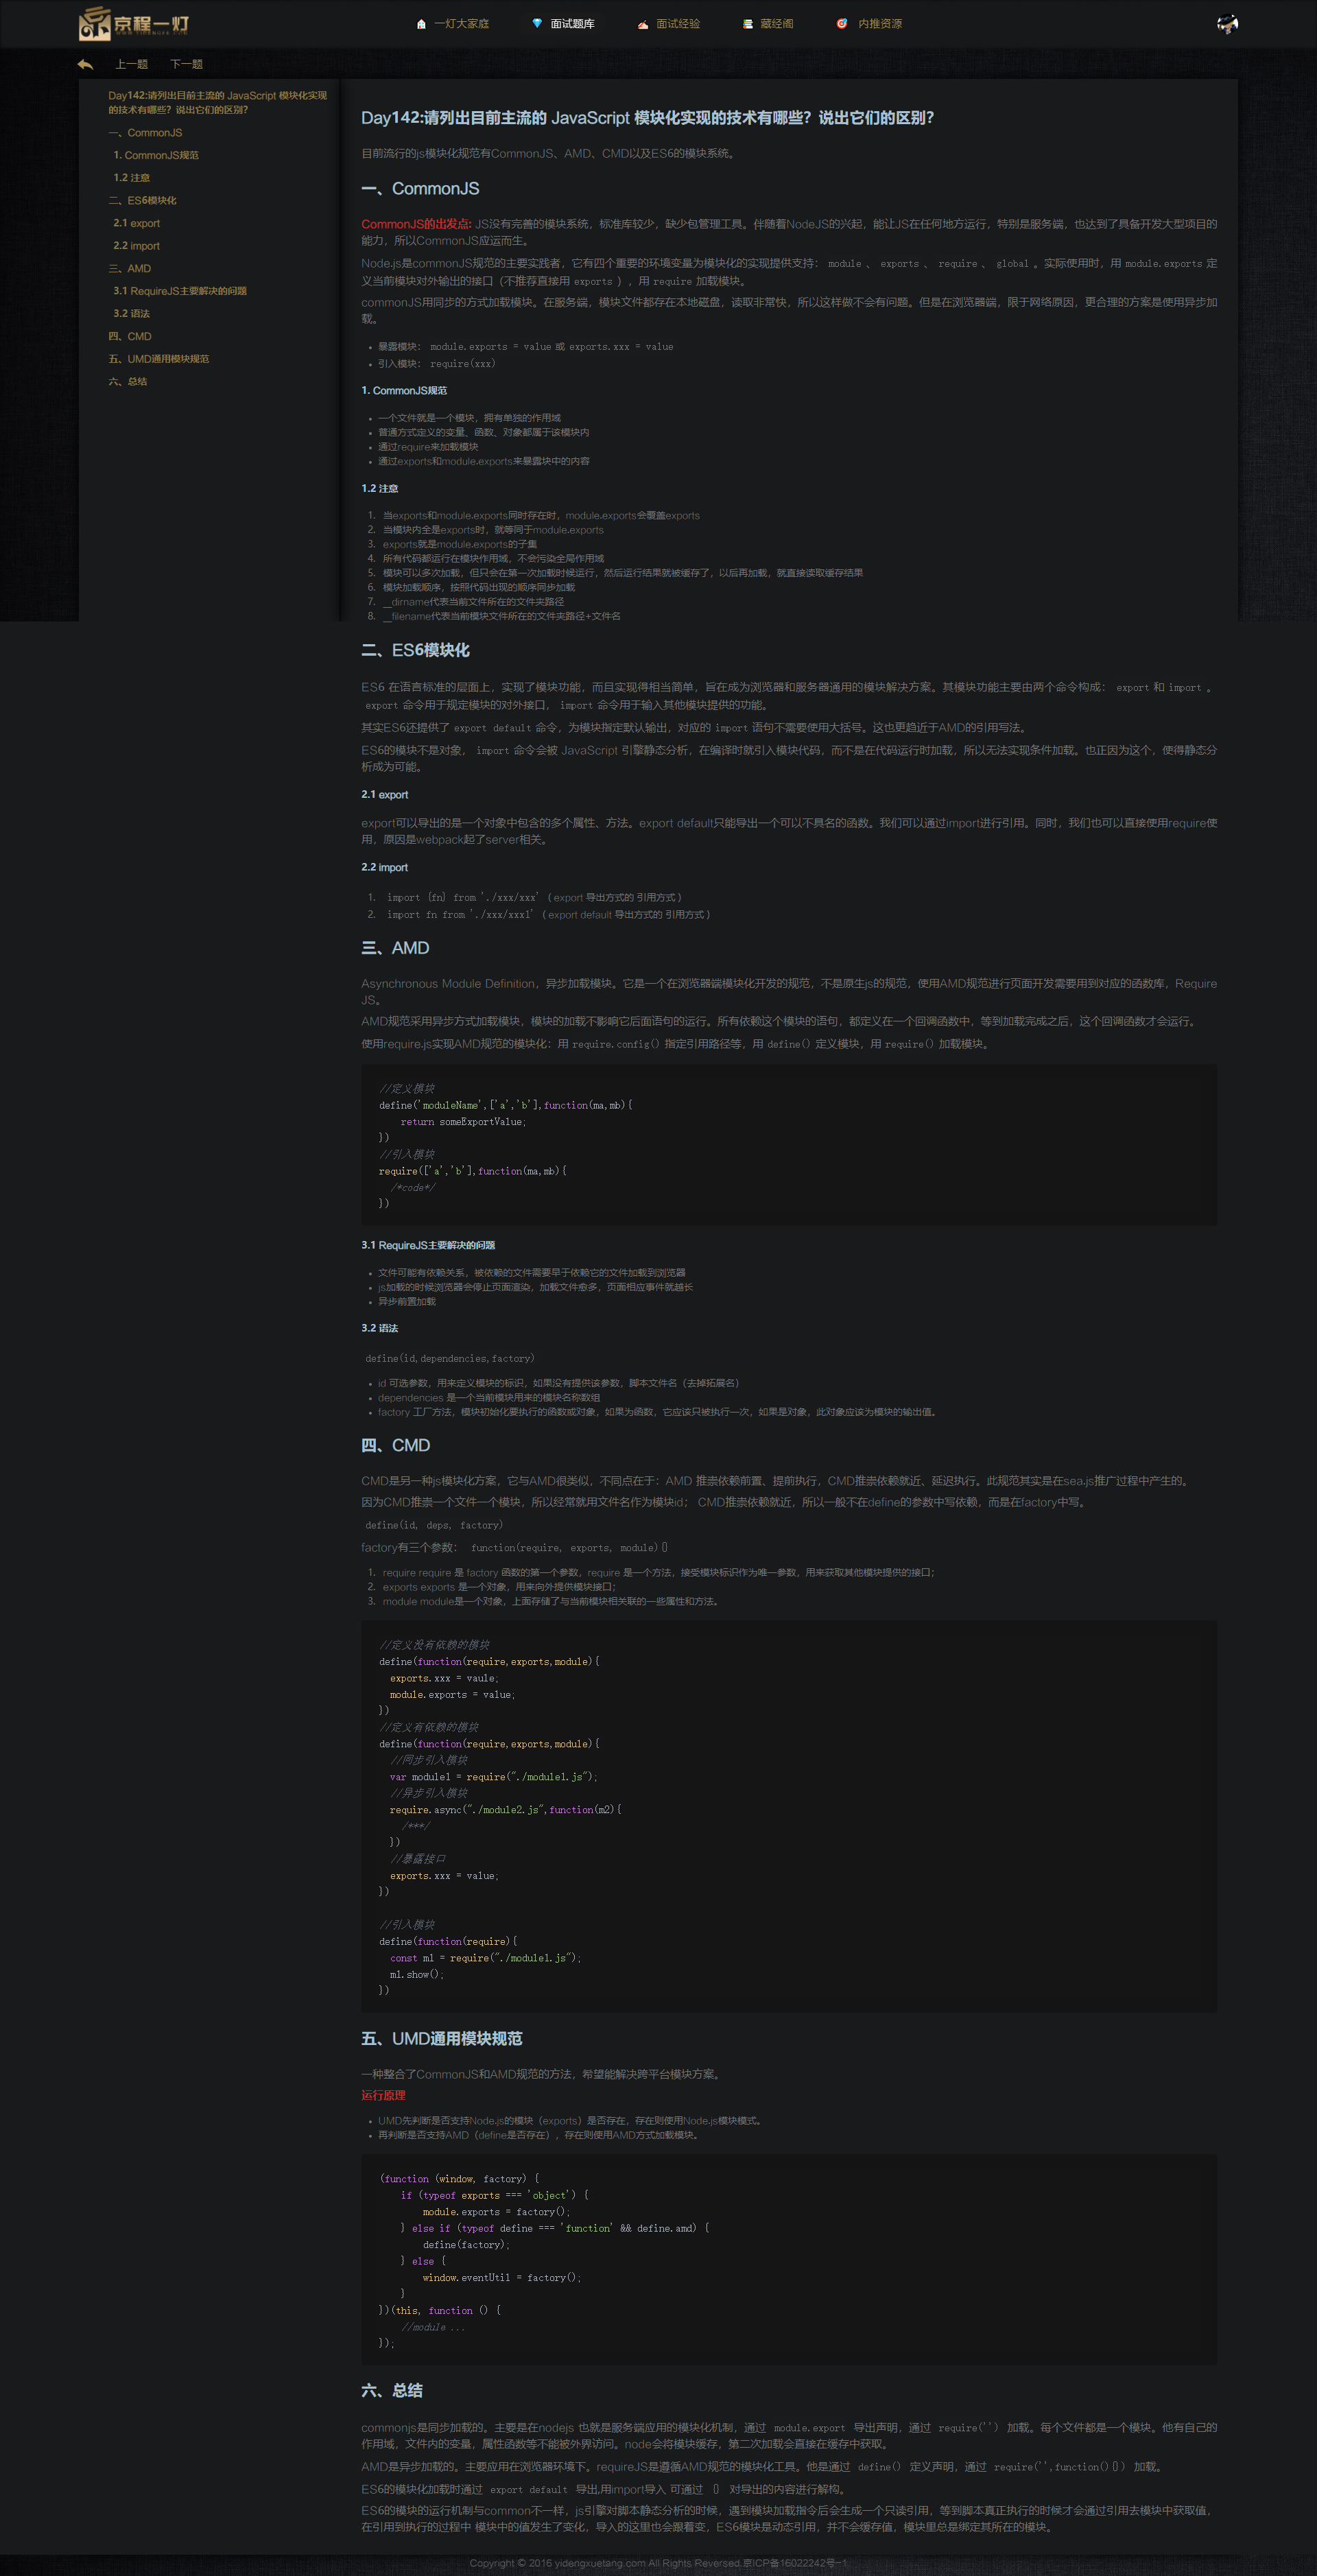 京程一灯
WWW.YIDENGFE.COM
一灯大家庭 面试题库 面试经验 藏经阁 内推资源
上一题 下一题
Day142:请列出目前主流的 JavaScript 模块化实现
的技术有哪些？说出它们的区别？
一、CommonJS
1. CommonJS规范
1.2 注意
二、ES6模块化
2.1 export
2.2 import
三、AMD
3.1 RequireJS主要解决的问题
3.2 语法
四、CMD
五、UMD通用模块规范
六、总结
Day142:请列出目前主流的 JavaScript 模块化实现的技术有哪些？说出它们的区别？
目前流行的js模块化规范有CommonJS、AMD、CMD以及ES6的模块系统。
一、CommonJS
CommonJS的出发点: JS没有完善的模块系统，标准库较少，缺少包管理工具。伴随着NodeJS的兴起，能让JS在任何地方运行，特别是服务端，也达到了具备开发大型项目的
能力，所以CommonJS应运而生。
Node.js是commonJS规范的主要实践者，它有四个重要的环境变量为模块化的实现提供支持： module 、 exports 、 require 、 global 。实际使用时，用 module.exports 定
义当前模块对外输出的接口（不推荐直接用 exports ），用 require 加载模块。
commonJS用同步的方式加载模块。在服务端，模块文件都存在本地磁盘，读取非常快，所以这样做不会有问题。但是在浏览器端，限于网络原因，更合理的方案是使用异步加
载。
• 暴露模块： module.exports = value 或 exports.xxx = value
• 引入模块： require(xxx)
1. CommonJS规范
• 一个文件就是一个模块，拥有单独的作用域
• 普通方式定义的变量、函数、对象都属于该模块内
• 通过require来加载模块
• 通过exports和module.exports来暴露块中的内容
1.2 注意
1. 当exports和module.exports同时存在时，module.exports会覆盖exports
2. 当模块内全是exports时，就等同于module.exports
3. exports就是module.exports的子集
4. 所有代码都运行在模块作用域，不会污染全局作用域
5. 模块可以多次加载，但只会在第一次加载时候运行，然后运行结果就被缓存了，以后再加载，就直接读取缓存结果
6. 模块加载顺序，按照代码出现的顺序同步加载
7. __dirname代表当前文件所在的文件夹路径
8. __filename代表当前模块文件所在的文件夹路径+文件名
二、ES6模块化
ES6 在语言标准的层面上，实现了模块功能，而且实现得相当简单，旨在成为浏览器和服务器通用的模块解决方案。其模块功能主要由两个命令构成： export 和 import 。
export 命令用于规定模块的对外接口， import 命令用于输入其他模块提供的功能。
其实ES6还提供了 export default 命令，为模块指定默认输出，对应的 import 语句不需要使用大括号。这也更趋近于AMD的引用写法。
ES6的模块不是对象， import 命令会被 JavaScript 引擎静态分析，在编译时就引入模块代码，而不是在代码运行时加载，所以无法实现条件加载。也正因为这个，使得静态分
析成为可能。
2.1 export
export可以导出的是一个对象中包含的多个属性、方法。export default只能导出一个可以不具名的函数。我们可以通过import进行引用。同时，我们也可以直接使用require使
用，原因是webpack起了server相关。
2.2 import
1. import {fn} from './xxx/xxx' ( export 导出方式的 引用方式 )
2. import fn from './xxx/xxx1' ( export default 导出方式的 引用方式 )
三、AMD
Asynchronous Module Definition，异步加载模块。它是一个在浏览器端模块化开发的规范，不是原生js的规范，使用AMD规范进行页面开发需要用到对应的函数库，Require
JS。
AMD规范采用异步方式加载模块，模块的加载不影响它后面语句的运行。所有依赖这个模块的语句，都定义在一个回调函数中，等到加载完成之后，这个回调函数才会运行。
使用require.js实现AMD规范的模块化：用 require.config() 指定引用路径等，用 define() 定义模块，用 require() 加载模块。
//定义模块
define('moduleName',['a','b'],function(ma,mb){
return someExportValue;
})
//引入模块
require(['a','b'],function(ma,mb){
/*code*/
})
3.1 RequireJS主要解决的问题
• 文件可能有依赖关系，被依赖的文件需要早于依赖它的文件加载到浏览器
• js加载的时候浏览器会停止页面渲染，加载文件愈多，页面相应事件就越长
• 异步前置加载
3.2 语法
define(id,dependencies,factory)
• id 可选参数，用来定义模块的标识，如果没有提供该参数，脚本文件名（去掉拓展名）
• dependencies 是一个当前模块用来的模块名称数组
• factory 工厂方法，模块初始化要执行的函数或对象，如果为函数，它应该只被执行一次，如果是对象，此对象应该为模块的输出值。
四、CMD
CMD是另一种js模块化方案，它与AMD很类似，不同点在于：AMD 推崇依赖前置、提前执行，CMD推崇依赖就近、延迟执行。此规范其实是在sea.js推广过程中产生的。
因为CMD推崇一个文件一个模块，所以经常就用文件名作为模块id； CMD推崇依赖就近，所以一般不在define的参数中写依赖，而是在factory中写。
define(id, deps, factory)
factory有三个参数： function(require, exports, module){}
1. require require 是 factory 函数的第一个参数，require 是一个方法，接受模块标识作为唯一参数，用来获取其他模块提供的接口；
2. exports exports 是一个对象，用来向外提供模块接口；
3. module module是一个对象，上面存储了与当前模块相关联的一些属性和方法。
//定义没有依赖的模块
define(function(require,exports,module){
exports.xxx = vaule;
module.exports = value;
})
//定义有依赖的模块
define(function(require,exports,module){
//同步引入模块
var module1 = require("./module1.js");
//异步引入模块
require.async("./module2.js",function(m2){
/***/
})
//暴露接口
exports.xxx = value;
})
//引入模块
define(function(require){
const m1 = require("./module1.js");
m1.show();
})
五、UMD通用模块规范
一种整合了CommonJS和AMD规范的方法，希望能解决跨平台模块方案。
运行原理
• UMD先判断是否支持Node.js的模块（exports）是否存在，存在则使用Node.js模块模式。
• 再判断是否支持AMD（define是否存在），存在则使用AMD方式加载模块。
(function (window, factory) {
if (typeof exports === 'object') {
module.exports = factory();
} else if (typeof define === 'function' && define.amd) {
define(factory);
} else {
window.eventUtil = factory();
}
})(this, function () {
//module ...
});
六、总结
commonjs是同步加载的。主要是在nodejs 也就是服务端应用的模块化机制，通过 module.export 导出声明，通过 require('') 加载。每个文件都是一个模块。他有自己的
作用域，文件内的变量，属性函数等不能被外界访问。node会将模块缓存，第二次加载会直接在缓存中获取。
AMD是异步加载的。主要应用在浏览器环境下。requireJS是遵循AMD规范的模块化工具。他是通过 define() 定义声明，通过 require('',function(){}) 加载。
ES6的模块化加载时通过 export default 导出,用import导入 可通过 {} 对导出的内容进行解构。
ES6的模块的运行机制与common不一样，js引擎对脚本静态分析的时候，遇到模块加载指令后会生成一个只读引用，等到脚本真正执行的时候才会通过引用去模块中获取值，
在引用到执行的过程中 模块中的值发生了变化，导入的这里也会跟着变，ES6模块是动态引用，并不会缓存值，模块里总是绑定其所在的模块。
Copyright © 2016 yidengxuetang.com All Rights Reversed.京ICP备16022242号-1